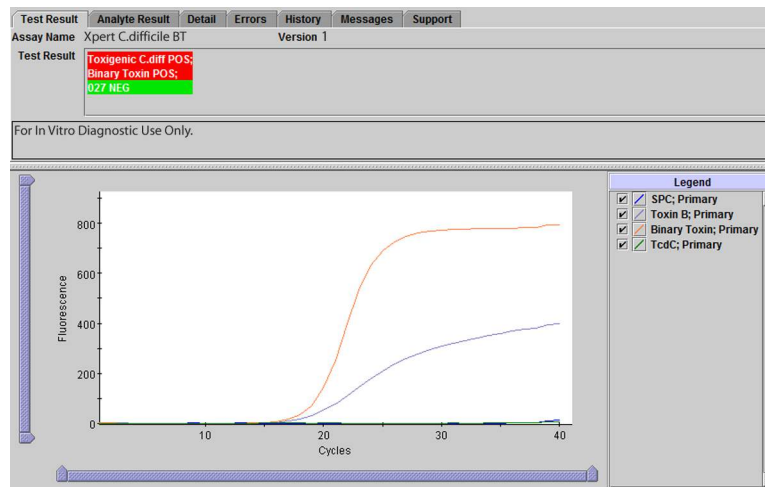 Test Result Analyte Result Detail Errors History Messages Support
Assay Name Xpert C.difficile BT Version 1
Test Result
Toxigenic C.diff POS;
Binary Toxin POS;
027 NEG
For In Vitro Diagnostic Use Only.
Legend
SPC; Primary
Toxin B; Primary
Binary Toxin; Primary
TcdC; Primary
Fluorescence
800
600
400
200
0
10 20 30 40
Cycles